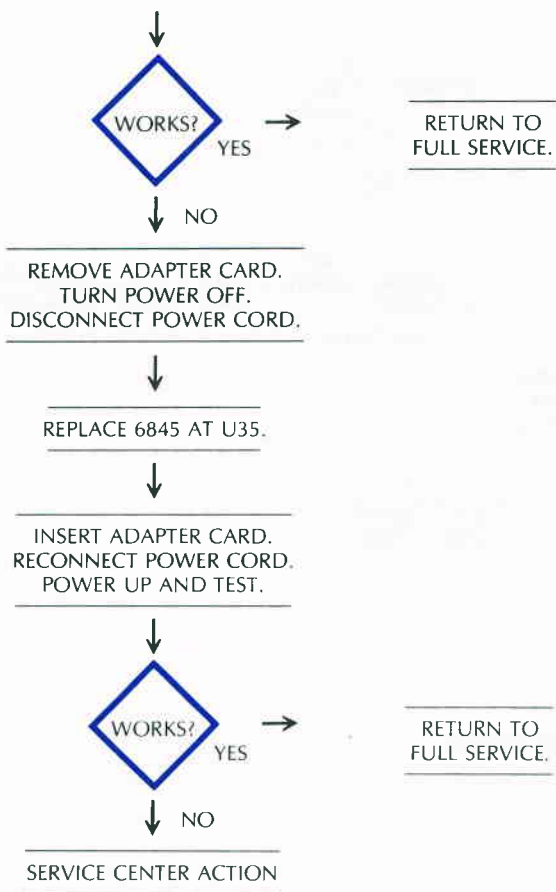 WORKS?
YES
RETURN TO
FULL SERVICE.
NO
REMOVE ADAPTER CARD.
TURN POWER OFF.
DISCONNECT POWER CORD.
REPLACE 6845 AT U35.
INSERT ADAPTER CARD.
RECONNECT POWER CORD.
POWER UP AND TEST.
WORKS?
YES
RETURN TO
FULL SERVICE.
NO
SERVICE CENTER ACTION